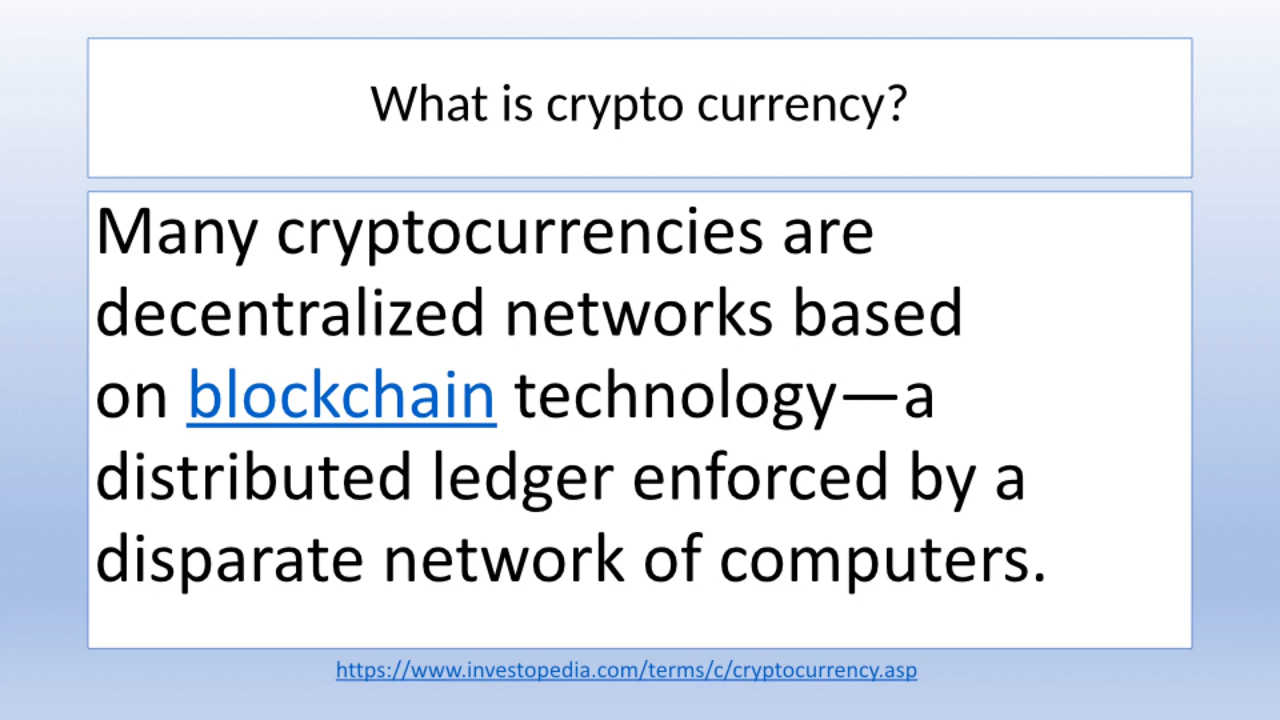 What is crypto currency?
Many cryptocurrencies are
decentralized networks based
on blockchain technology—a
distributed ledger enforced by a
disparate network of computers.
https://www.investopedia.com/terms/c/cryptocurrency.asp